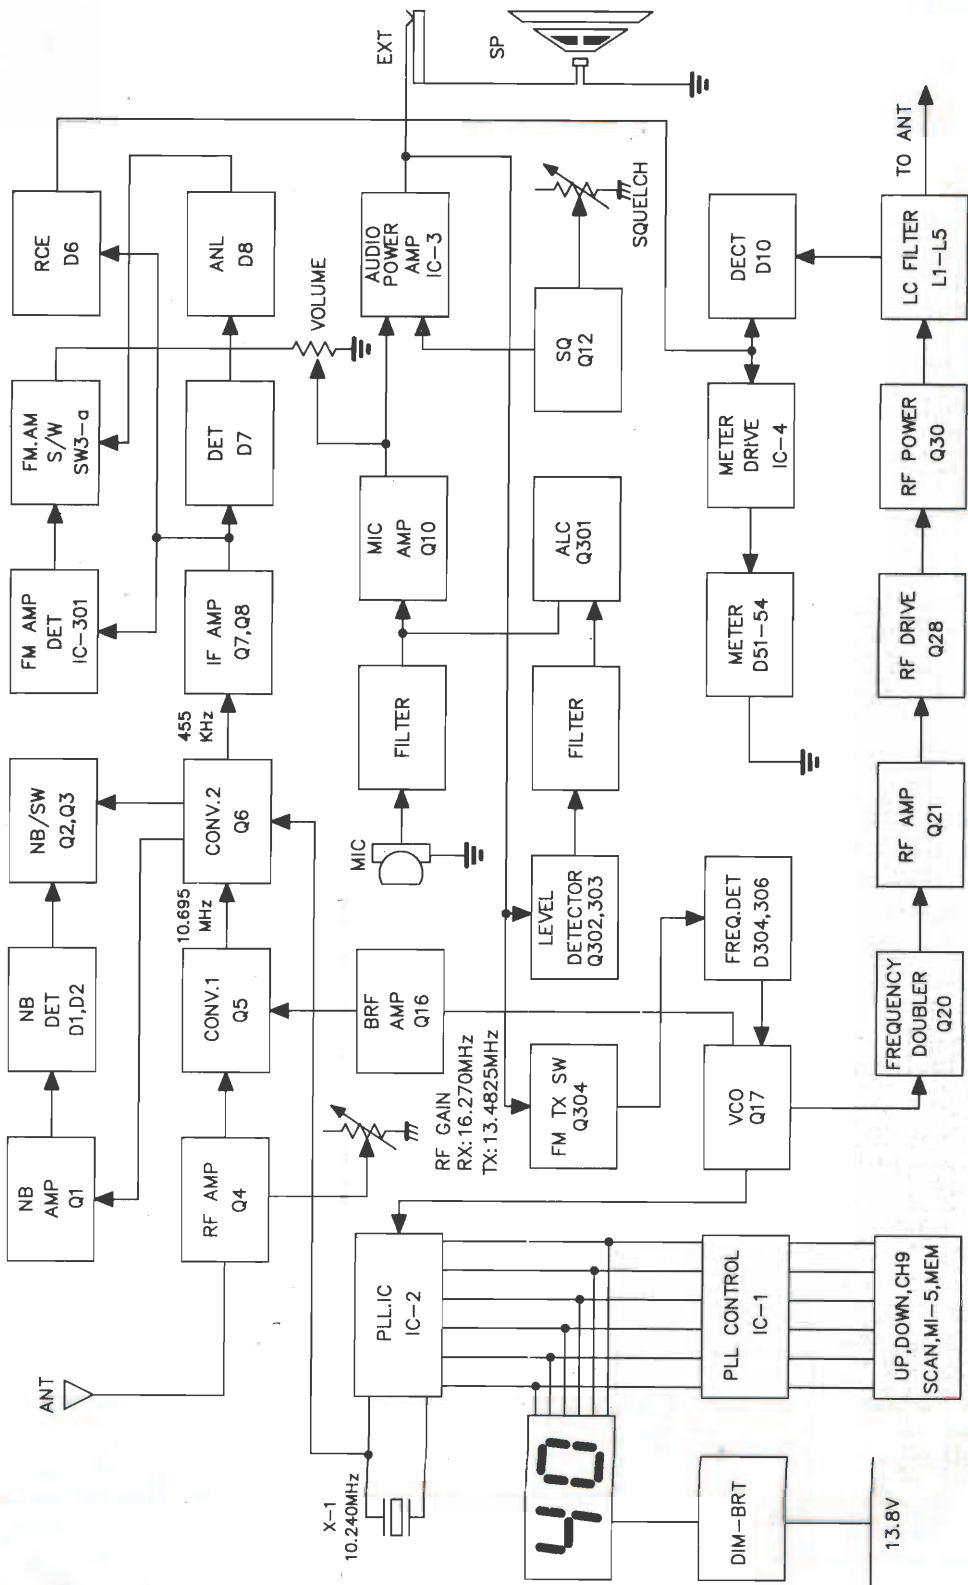 ANT
NB
AMP
Q1
NB
DET
D1,D2
NB/SW
Q2,Q3
FM AMP
DET
IC-301
FM.AM
S/W
SW3-a
RCE
D6
RF AMP
Q4
CONV.1
Q5
10.695
MHz
CONV.2
Q6
455
KHz
IF AMP
Q7,Q8
DET
D7
ANL
D8
VOLUME
X-1
10.240MHz
PLL.IC
IC-2
RF GAIN
RX:16.270MHz
TX:13.4825MHz
BRF
AMP
Q16
MIC
FILTER
MIC
AMP
Q10
AUDIO
POWER
AMP
IC-3
EXT
SP
FM TX SW
Q304
LEVEL
DETECTOR
Q302,303
FILTER
ALC
Q301
SQ
Q12
SQUELCH
40
DIM-BRT
13.8V
PLL CONTROL
IC-1
UP,DOWN,CH9
SCAN,MI-5,MEM
VCO
Q17
FREQ.DET
D304,306
METER
D51-54
METER
DRIVE
IC-4
DECT
D10
FREQUENCY
DOUBLER
Q20
RF AMP
Q21
RF DRIVE
Q28
RF POWER
Q30
LC FILTER
L1-L5
TO ANT